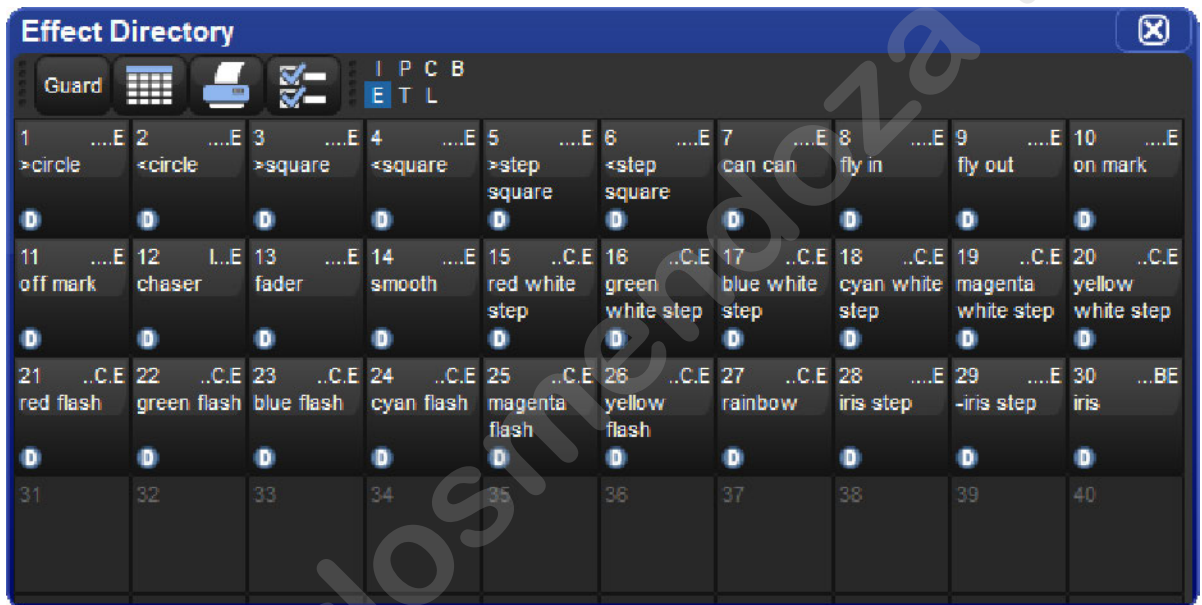 Effect Directory
Guard
I P C B
E T L
1 ....E 2 ....E 3 ....E 4 ....E 5 ....E 6 ....E 7 ....E 8 ....E 9 ....E 10 ....E
>circle <circle >square <square >step <step can can fly in fly out on mark
square square
D D D D D D D D D D
11 ....E 12 I...E 13 ....E 14 ....E 15 ..C.E 16 ..C.E 17 ..C.E 18 ..C.E 19 ..C.E 20 ..C.E
off mark chaser fader smooth red white green blue white cyan white magenta yellow
step white step step step white step white step
D D D D D D D D D D
21 ..C.E 22 ..C.E 23 ..C.E 24 ..C.E 25 ..C.E 26 ..C.E 27 ..C.E 28 ....E 29 ....E 30 ...BE
red flash green flash blue flash cyan flash magenta yellow rainbow iris step -iris step iris
flash flash
D D D D D D D D D D
31 32 33 34 35 36 37 38 39 40
losmendoza